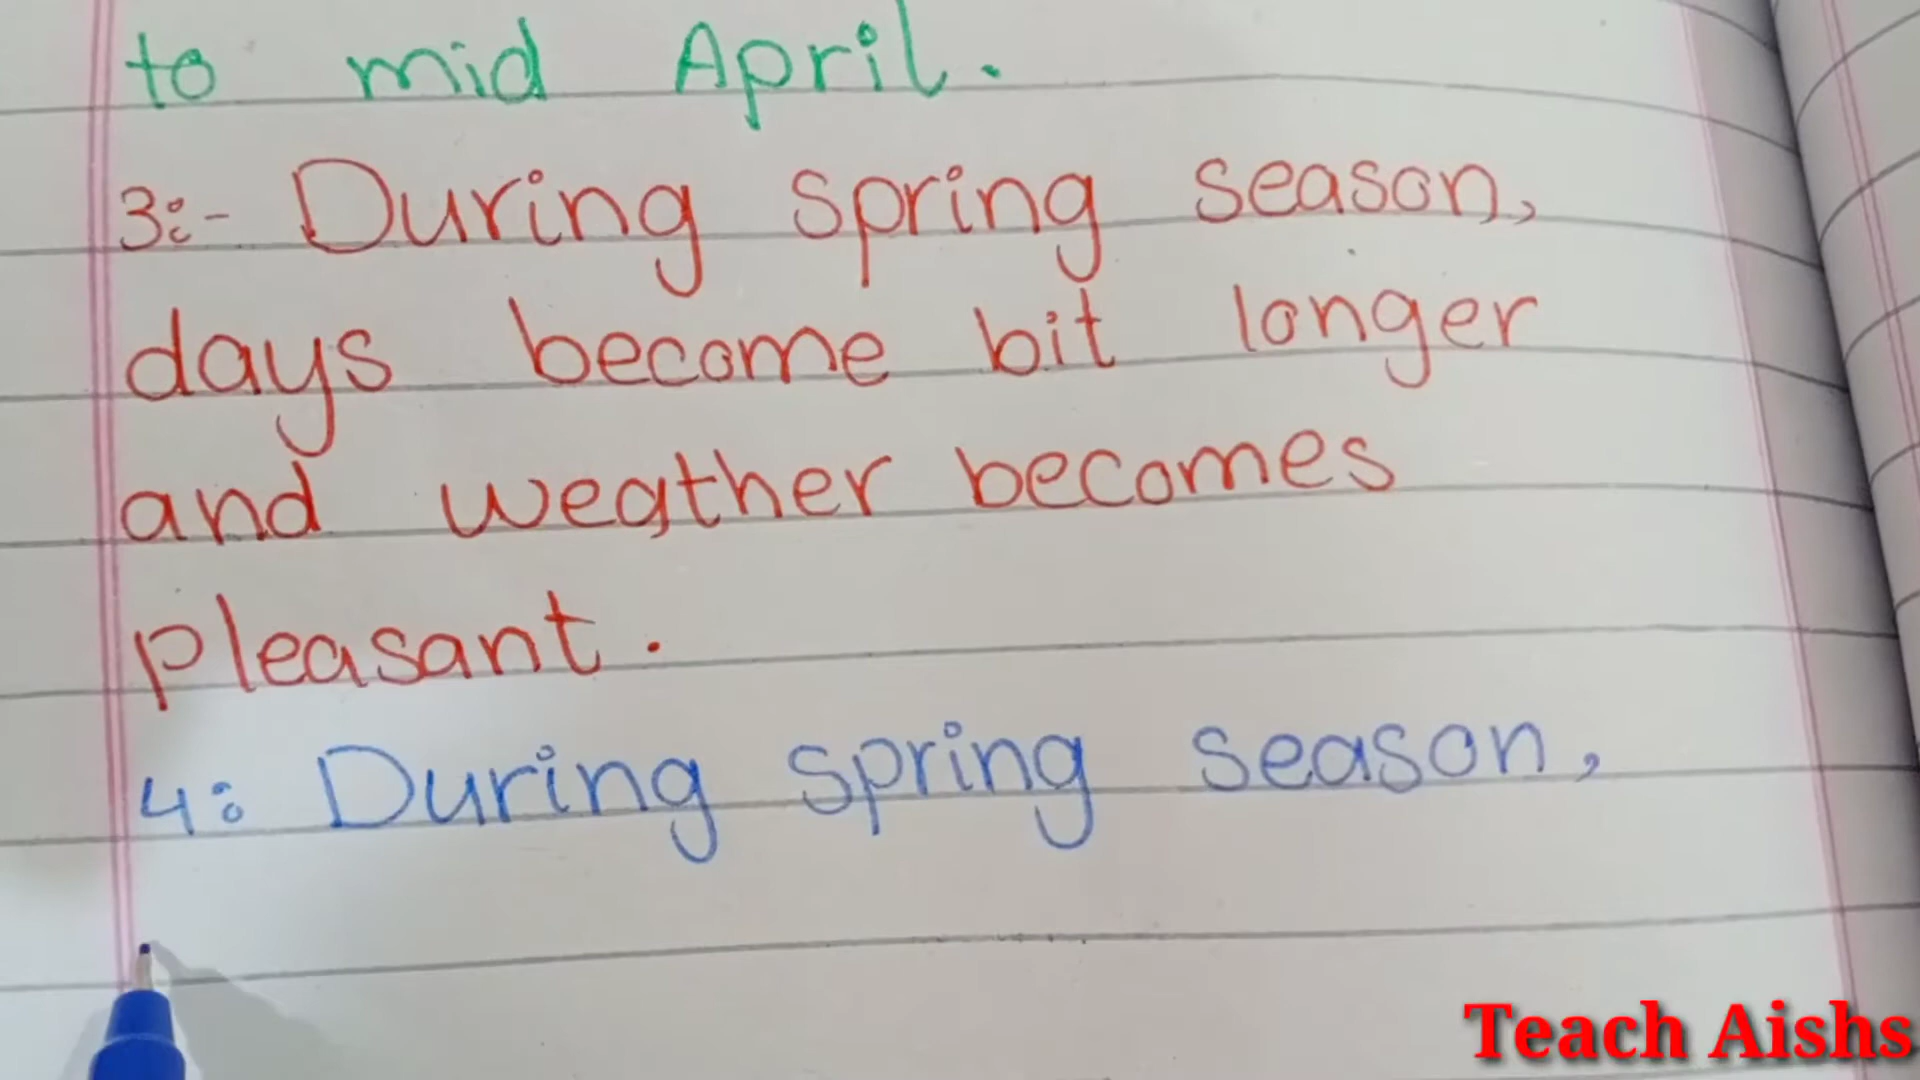 to mid April.
3:- During spring season,
days become bit longer
and weather becomes
pleasant.
4: During spring season,
Teach Aishs